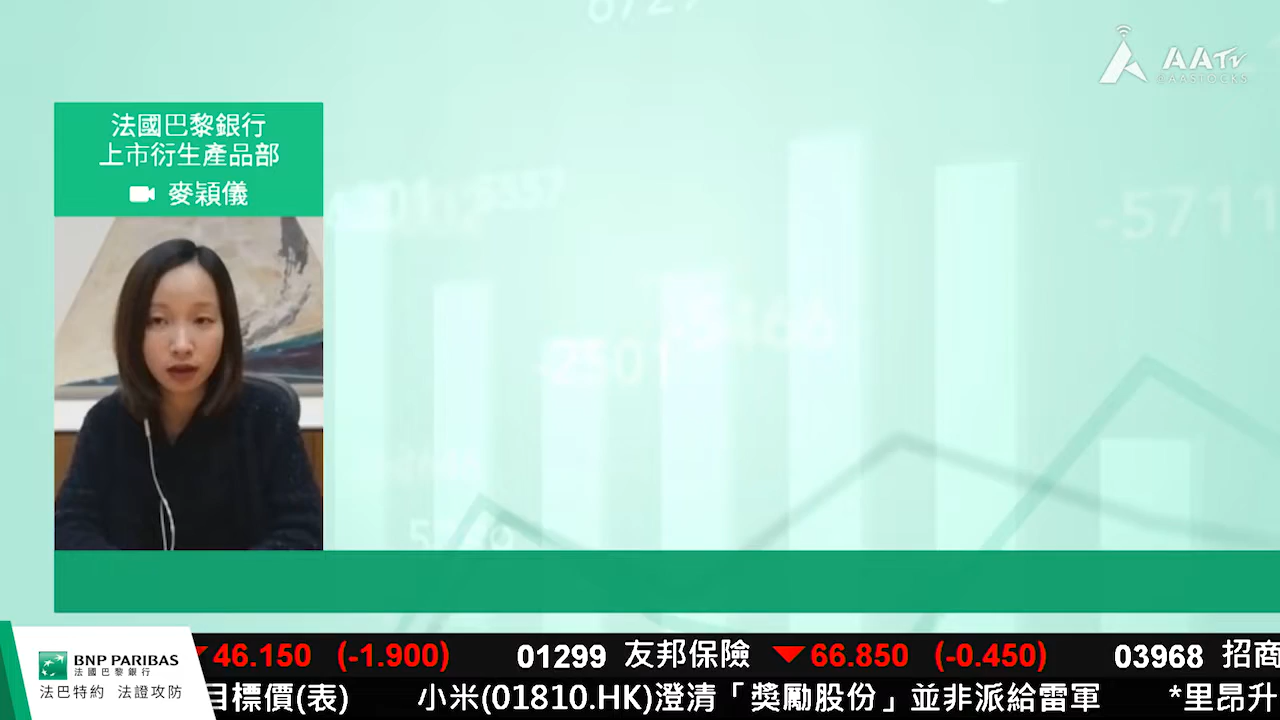 AATV
@AASTOCKS
法國巴黎銀行
上市衍生產品部
麥穎儀
-5711
BNP PARIBAS
法國巴黎銀行
法巴特約 法證攻防
46.150 (-1.900) 01299 友邦保險 66.850 (-0.450) 03968 招商
目標價(表) 小米(01810.HK)澄清「獎勵股份」並非派給雷軍 *里昂升